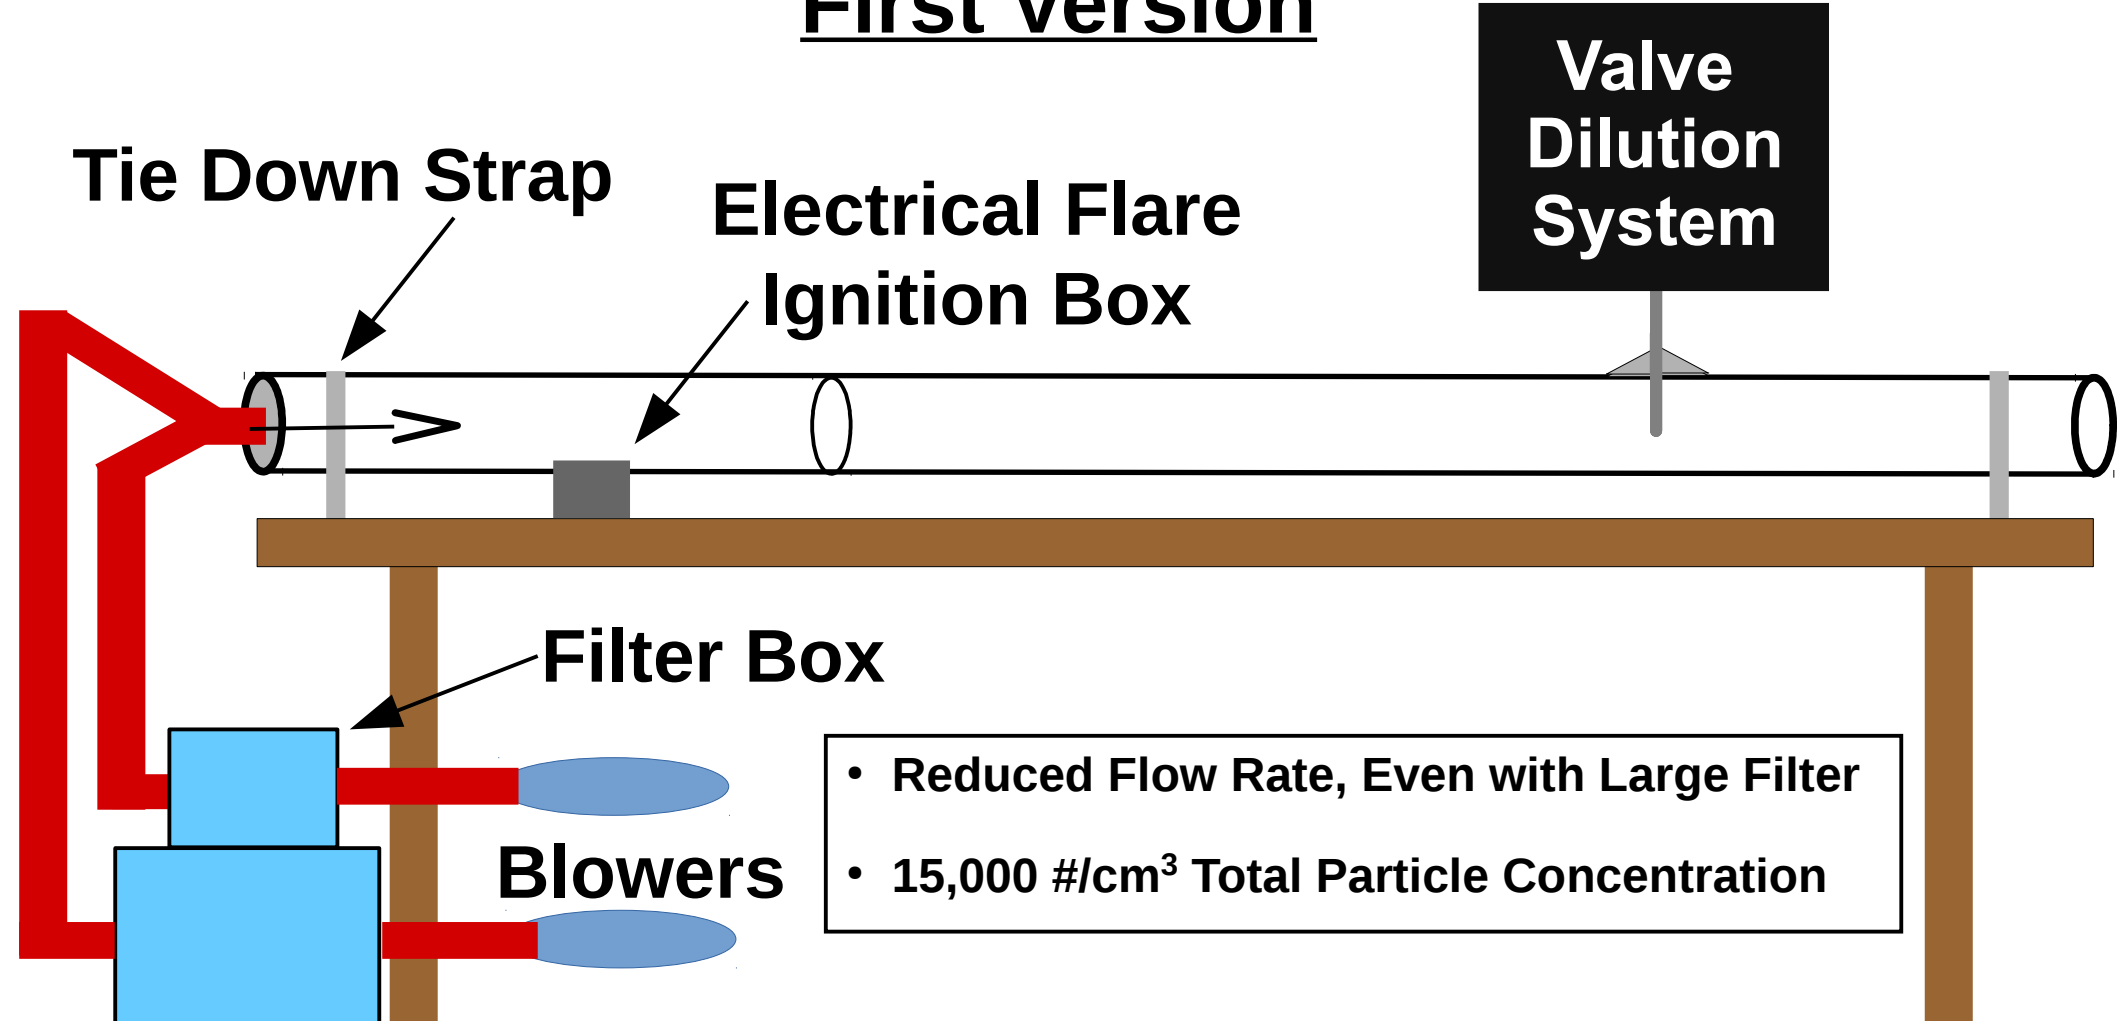 First Version
Valve
Dilution
System
Tie Down Strap
Electrical Flare
Ignition Box
Filter Box
Blowers
• Reduced Flow Rate, Even with Large Filter
• 15,000 #/cm³ Total Particle Concentration